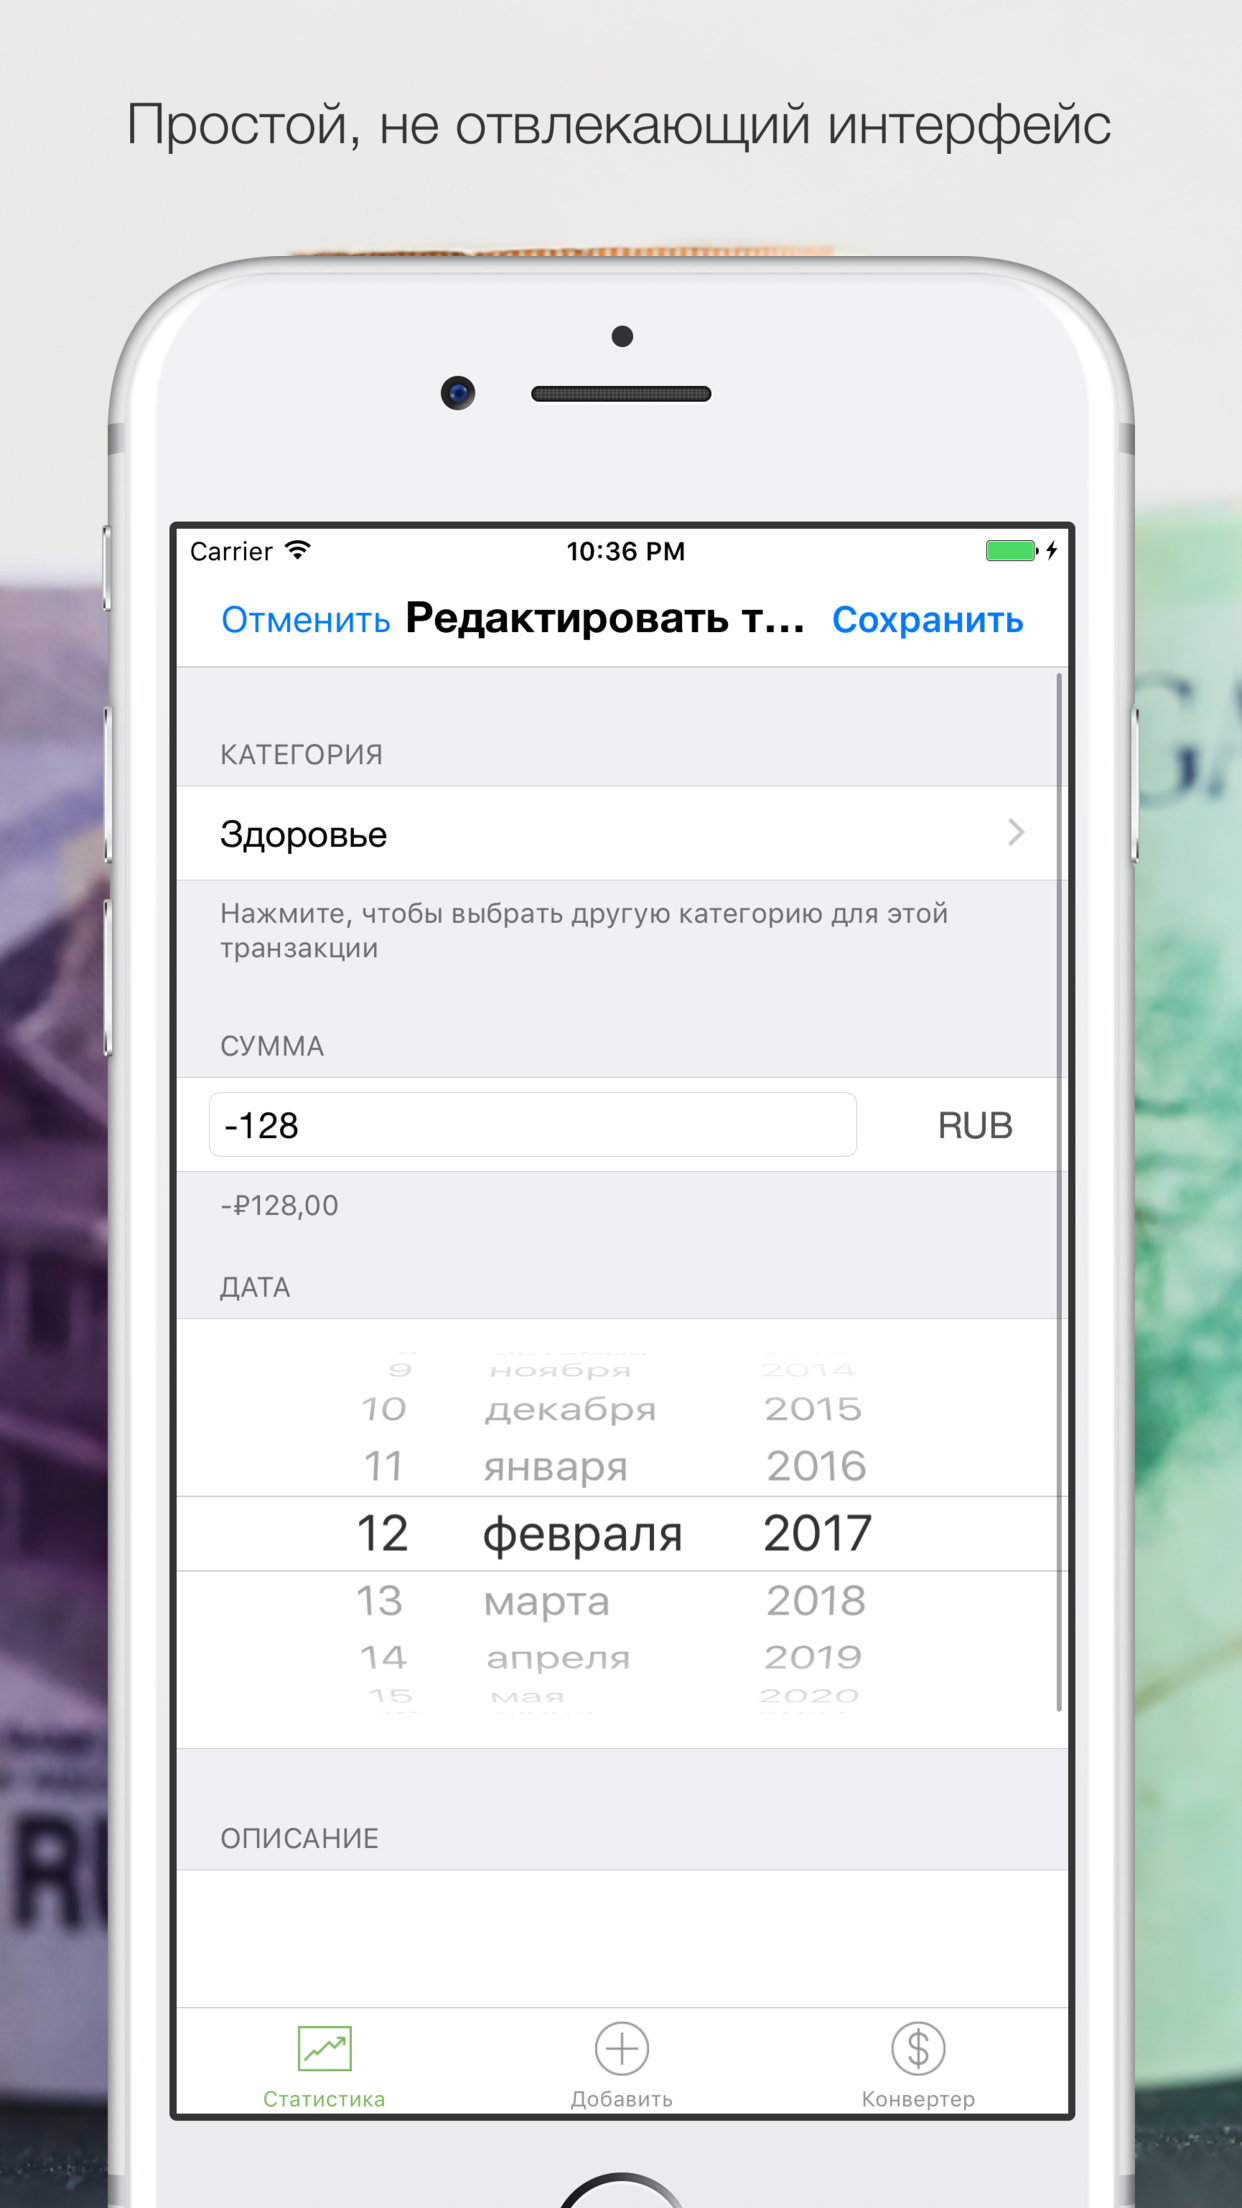 Простой, не отвлекающий интерфейс
Carrier 10:36 PM
Отменить Редактировать т... Сохранить
КАТЕГОРИЯ
Здоровье
Нажмите, чтобы выбрать другую категорию для этой
транзакции
СУММА
-128 RUB
-₽128,00
ДАТА
9 ноября 2014
10 декабря 2015
11 января 2016
12 февраля 2017
13 марта 2018
14 апреля 2019
15 мая 2020
ОПИСАНИЕ
Статистика Добавить Конвертер